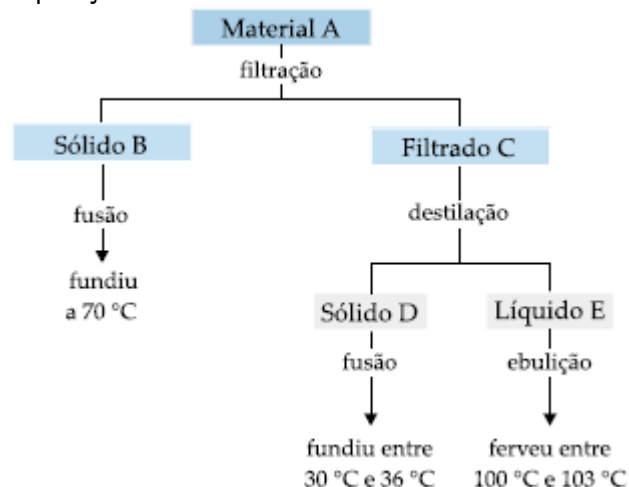 Material A
filtração
Sólido B
Filtrado C
fusão
destilação
fundiu
a 70 °C
Sólido D
Líquido E
fusão
ebulição
fundiu entre
30 °C e 36 °C
ferveu entre
100 °C e 103 °C